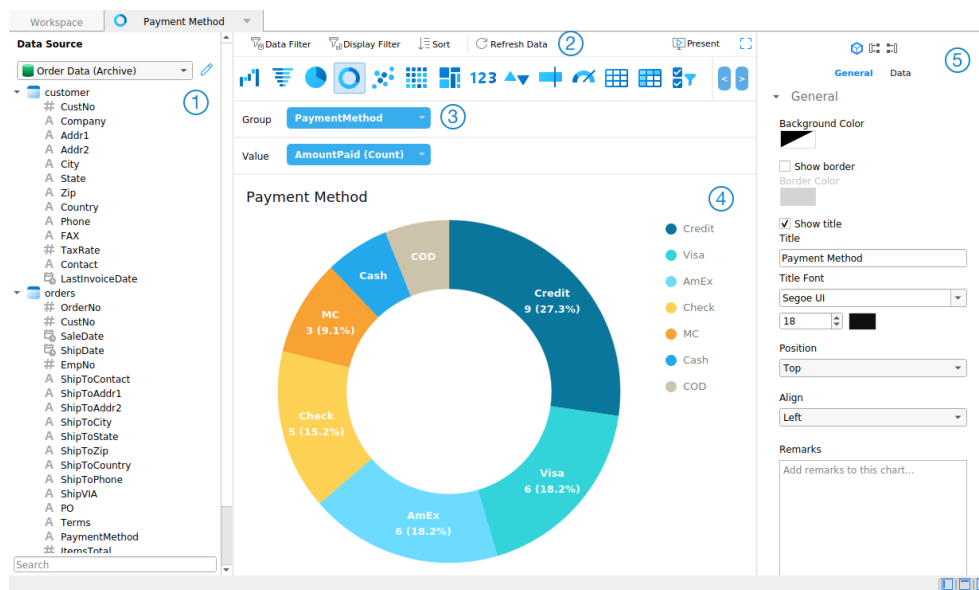 Workspace
Payment Method
Data Source
Order Data (Archive)
1
customer
# CustNo
A Company
A Addr1
A Addr2
A City
A State
A Zip
A Country
A Phone
A FAX
# TaxRate
A Contact
LastInvoiceDate
orders
# OrderNo
# CustNo
SaleDate
ShipDate
# EmpNo
A ShipToContact
A ShipToAddr1
A ShipToAddr2
A ShipToCity
A ShipToState
A ShipToZip
A ShipToCountry
A ShipToPhone
A ShipVIA
A PO
A Terms
A PaymentMethod
# ItemsTotal
Search
Data Filter
Display Filter
Sort
Refresh Data
2
Present
123
< >
Group
PaymentMethod
3
Value
AmountPaid (Count)
Payment Method
4
COD
Cash
Credit
9 (27.3%)
MC
3 (9.1%)
Check
5 (15.2%)
Visa
6 (18.2%)
AmEx
6 (18.2%)
Credit
Visa
AmEx
Check
MC
Cash
COD
5
General
Data
General
Background Color
Show border
Border Color
Show title
Title
Payment Method
Title Font
Segoe UI
18
Position
Top
Align
Left
Remarks
Add remarks to this chart...